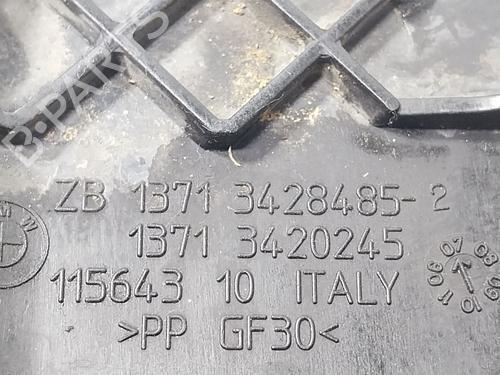 B-PARTS
ZB 1371 3428485-2
1371 3420245
115643 10 ITALY
>PP GF30<